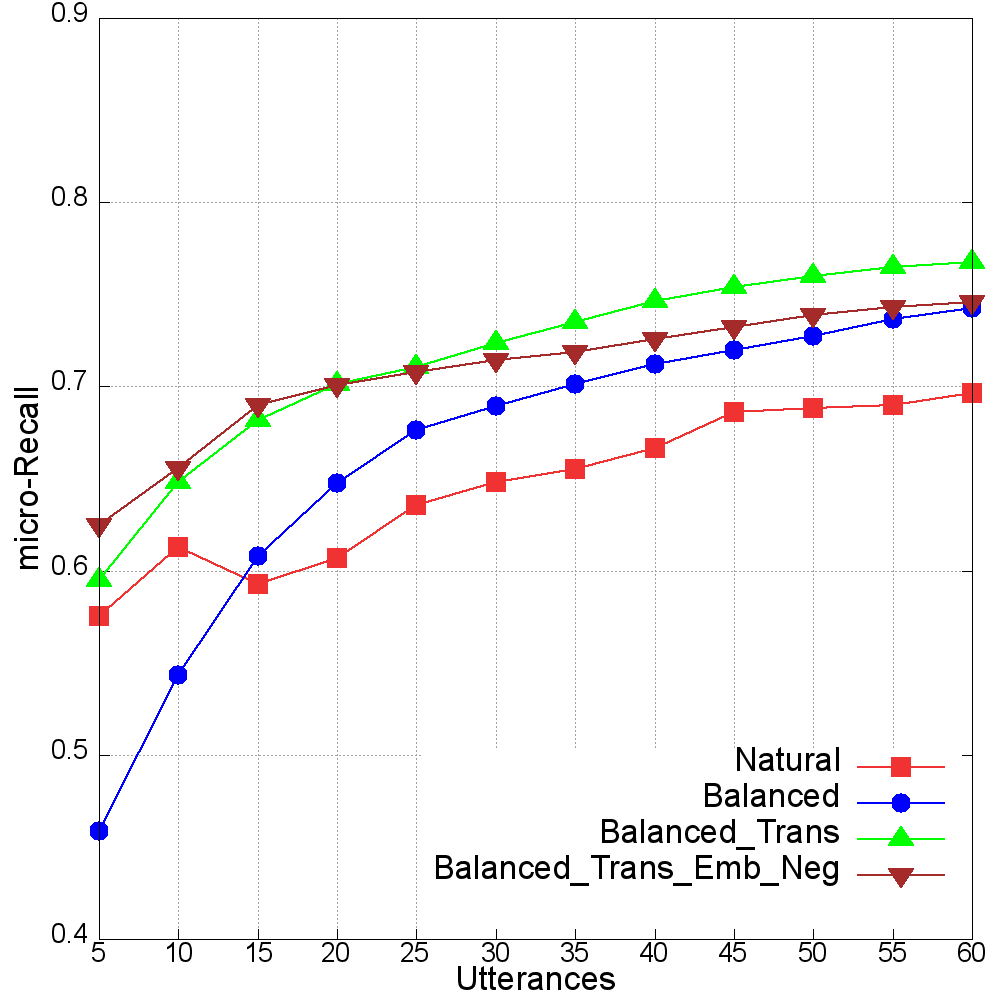 0.9
0.8
0.7
0.6
0.5
0.4
micro-Recall
Natural
Balanced
Balanced_Trans
Balanced_Trans_Emb_Neg
5 10 15 20 25 30 35 40 45 50 55 60
Utterances